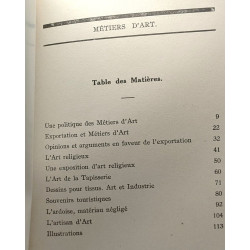 MÉTIERS D'ART.
Table des Matières.
Une politique des Métiers d'Art 9
Exportation et Métiers d'Art 22
Opinions et arguments en faveur de l'exportation 32
L'Art religieux 41
Une exposition d'art religieux 50
L'Art de la Tapisserie 60
Dessins pour tissus. Art et Industrie 71
Souvenirs touristiques 80
L'ardoise, matériau négligé 92
L'artisan d'Art 104
Illustrations 113